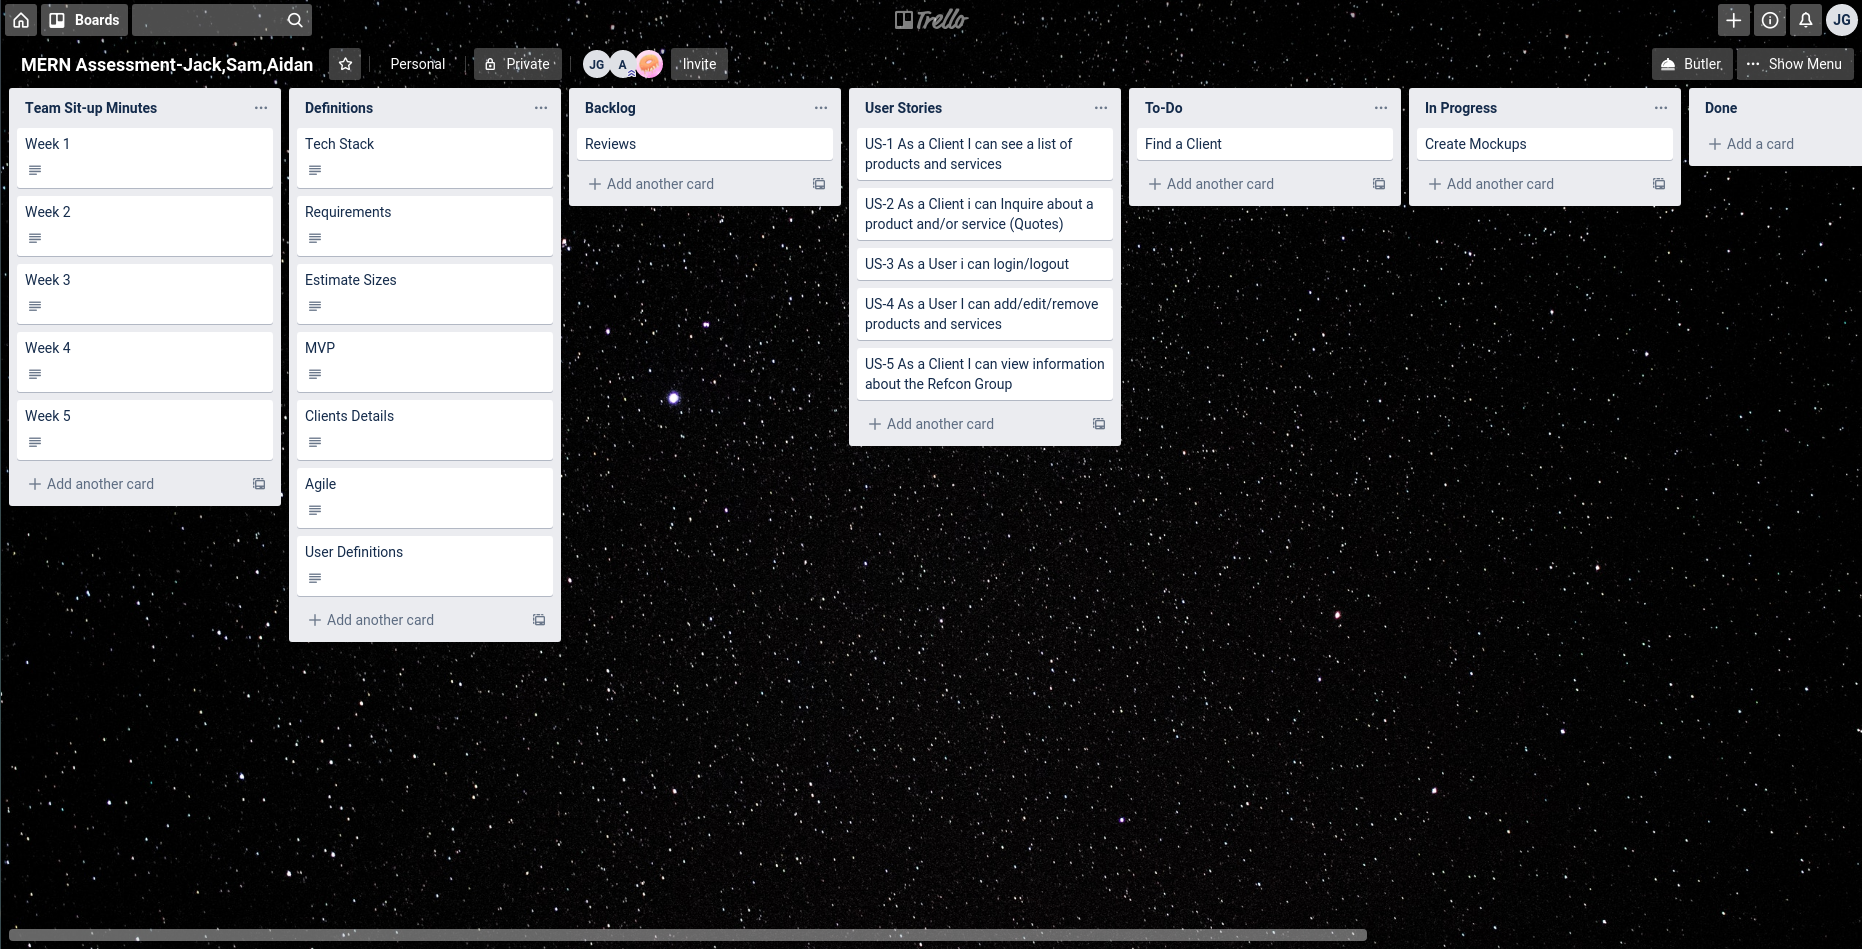 Boards
Trello
JG
MERN Assessment-Jack,Sam,Aidan
Personal
Private
JG
A
Invite
Butler
Show Menu
Team Sit-up Minutes
Week 1
Week 2
Week 3
Week 4
Week 5
Add another card
Definitions
Tech Stack
Requirements
Estimate Sizes
MVP
Clients Details
Agile
User Definitions
Add another card
Backlog
Reviews
Add another card
User Stories
US-1 As a Client I can see a list of
products and services
US-2 As a Client i can Inquire about a
product and/or service (Quotes)
US-3 As a User i can login/logout
US-4 As a User I can add/edit/remove
products and services
US-5 As a Client I can view information
about the Refcon Group
Add another card
To-Do
Find a Client
Add another card
In Progress
Create Mockups
Add another card
Done
Add a card